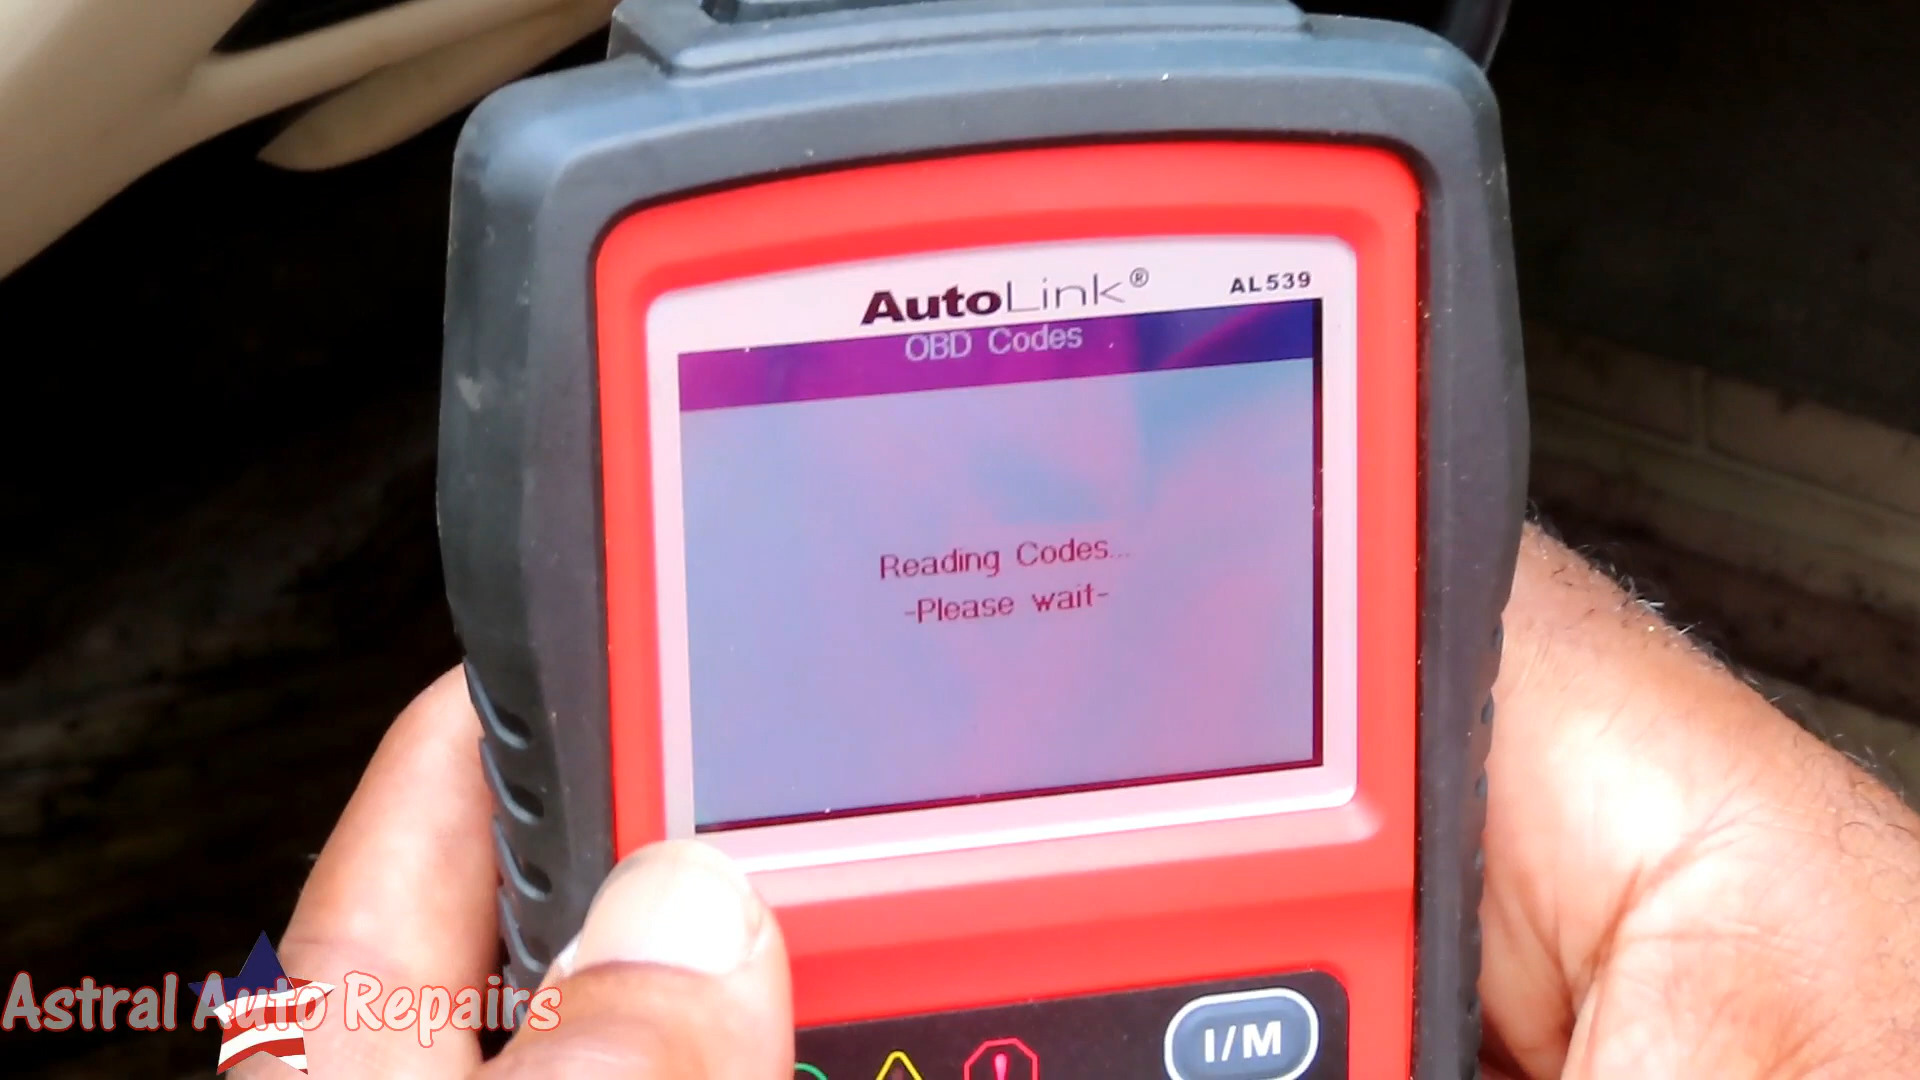 AutoLink® AL539
OBD Codes
Reading Codes...
-Please wait-
I/M
Astral Auto Repairs